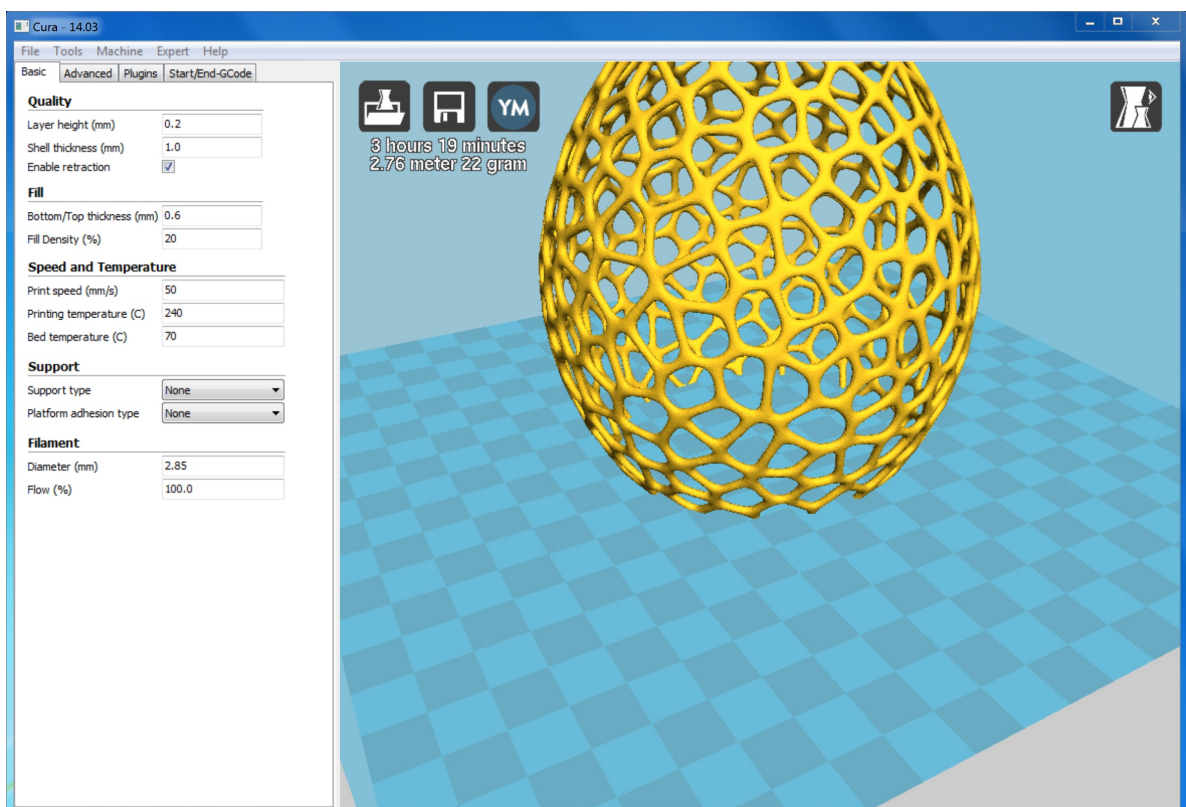 Cura - 14.03
File Tools Machine Expert Help
Basic Advanced Plugins Start/End-GCode
Quality
Layer height (mm) 0.2
Shell thickness (mm) 1.0
Enable retraction
Fill
Bottom/Top thickness (mm) 0.6
Fill Density (%) 20
Speed and Temperature
Print speed (mm/s) 50
Printing temperature (C) 240
Bed temperature (C) 70
Support
Support type None
Platform adhesion type None
Filament
Diameter (mm) 2.85
Flow (%) 100.0
YM
3 hours 19 minutes
2.76 meter 22 gram